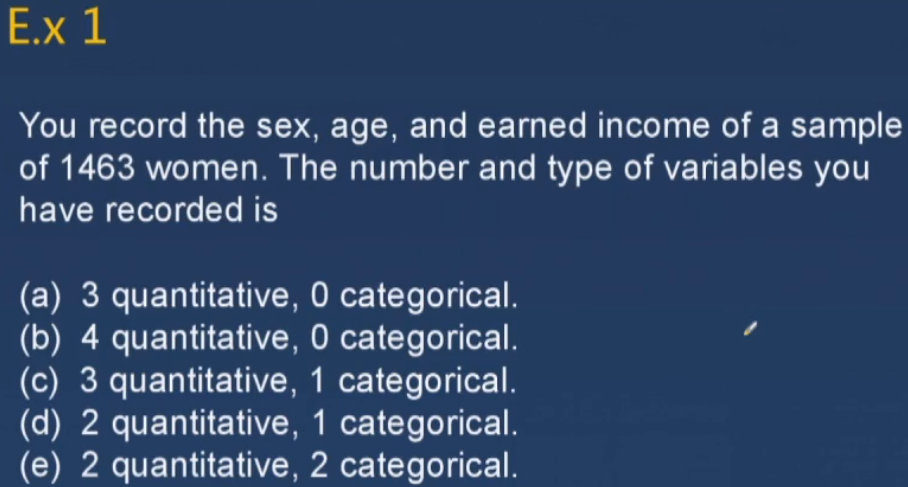 E.x 1
You record the sex, age, and earned income of a sample
of 1463 women. The number and type of variables you
have recorded is
(a) 3 quantitative, 0 categorical.
(b) 4 quantitative, 0 categorical.
(c) 3 quantitative, 1 categorical.
(d) 2 quantitative, 1 categorical.
(e) 2 quantitative, 2 categorical.